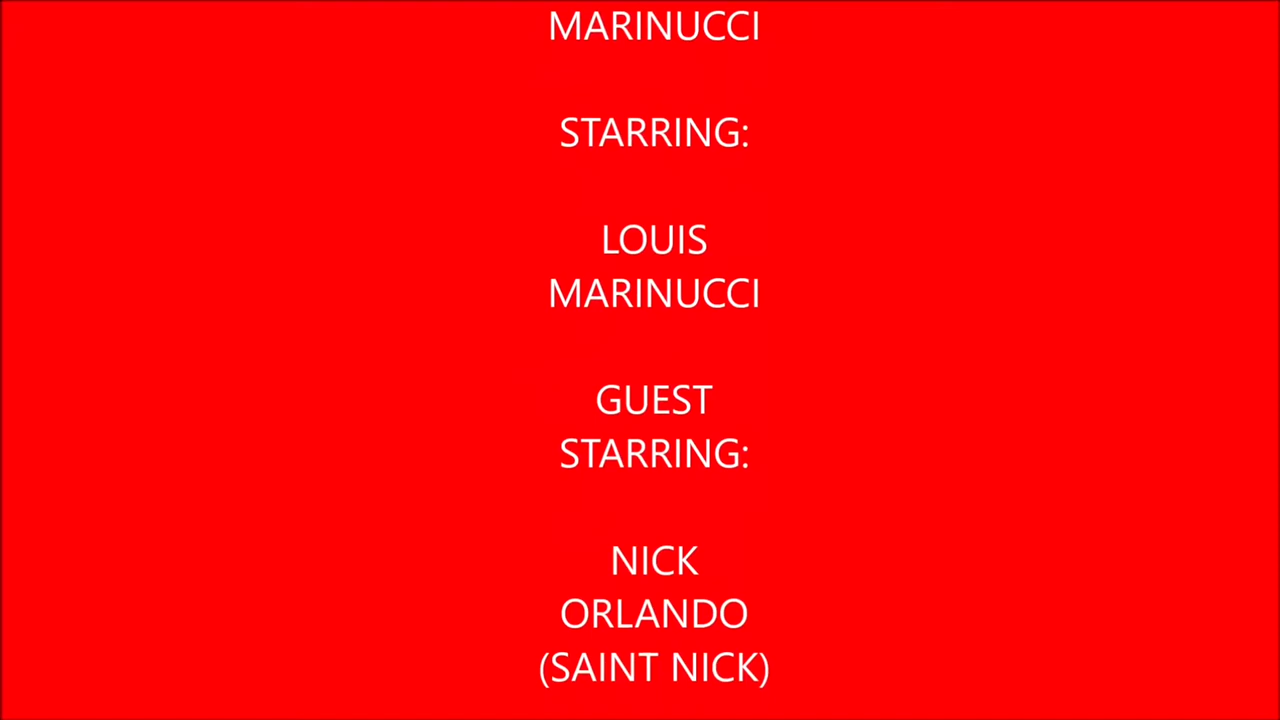 MARINUCCI
STARRING:
LOUIS
MARINUCCI
GUEST
STARRING:
NICK
ORLANDO
(SAINT NICK)